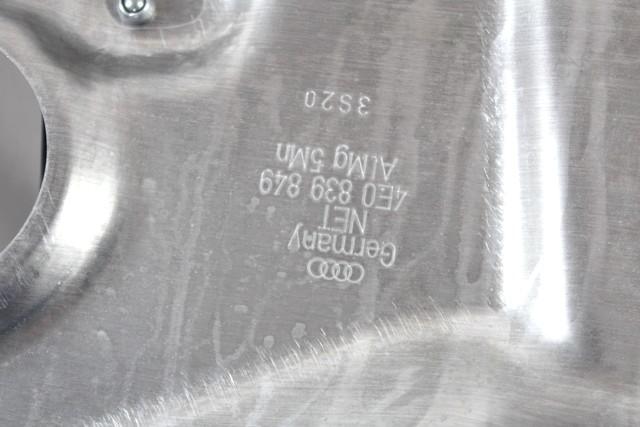 Germany
NET
4E0 839 849
AlMg 5Mn
3S20